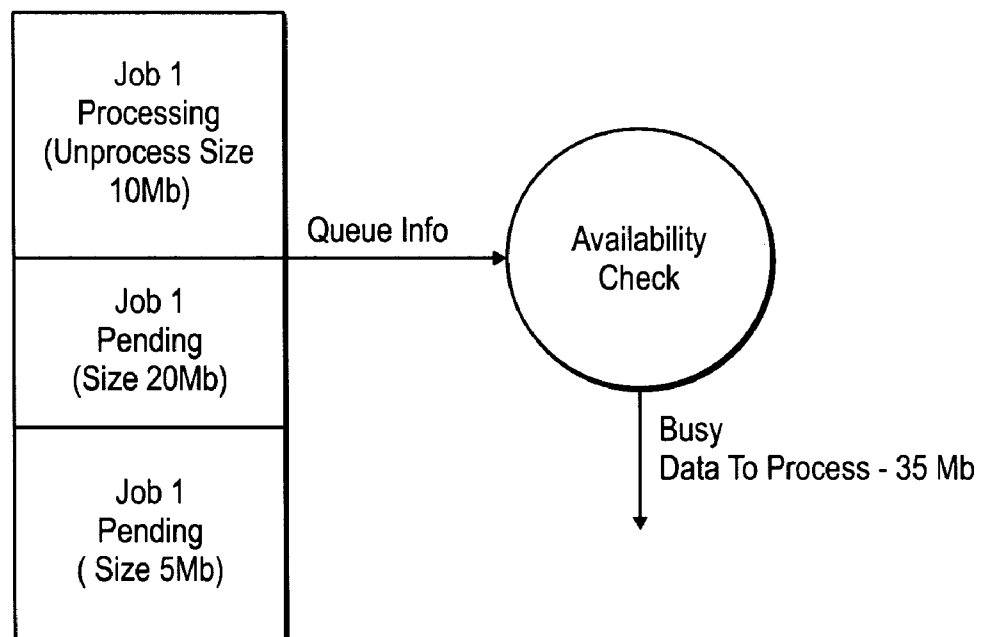 Job 1
Processing
(Unprocess Size
10Mb)
Queue Info
Availability
Check
Job 1
Pending
(Size 20Mb)
Busy
Data To Process - 35 Mb
Job 1
Pending
( Size 5Mb)